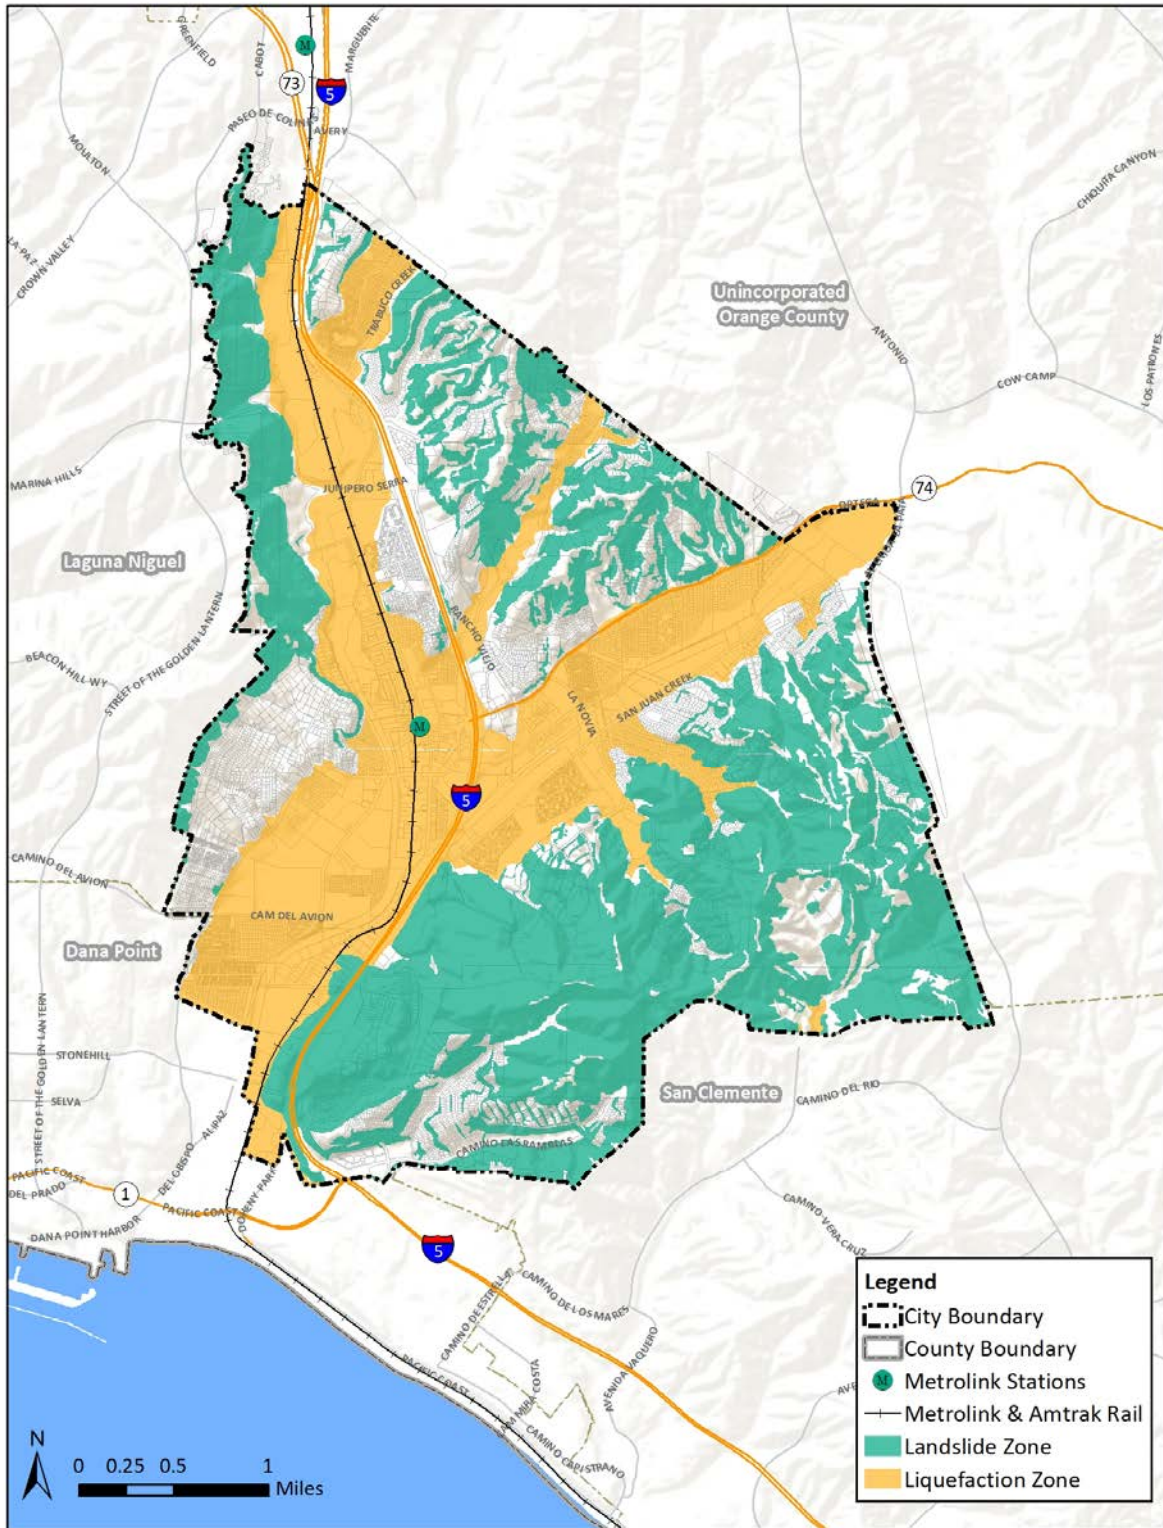 GREENFIELD
CABOT
M
MARGUERITE
73
5
PASEO DE COLINAS
AVERY
MOULTON
CHIQUITA CANYON
LA PAZ
CROWN VALLEY
TRABUCO CREEK
Unincorporated
Orange County
ANTONIO
LOS PATRONES
COW CAMP
MARINA HILLS
JUNIPERO SERRA
74
ORTEGA
Laguna Niguel
RANCHO VIEJO
STREET OF THE GOLDEN LANTERN
BEACON HILL WY
LA NOVIA
SAN JUAN CREEK
M
5
CAMINO DEL AVION
CAM DEL AVION
Dana Point
STREET OF THE GOLDEN LANTERN
STONEHILL
SELVA
San Clemente
CAMINO DEL RIO
ALIPAZ
DEL OBISPO
CAMINO LAS RAMBLAS
PACIFIC COAST
DEL PRADO
1
PACIFIC COAST
DOHENY PARK
DANA POINT HARBOR
CAMINO VERA CRUZ
5
CAMINO DE ESTRELLA
CAMINO DE LOS MARES
AVENIDA VAQUERO
PACIFIC COAST
CAM MIRA COSTA
CAMINO CAPISTRANO
AVE
Legend
City Boundary
County Boundary
M Metrolink Stations
Metrolink & Amtrak Rail
Landslide Zone
Liquefaction Zone
N
0 0.25 0.5 1
Miles